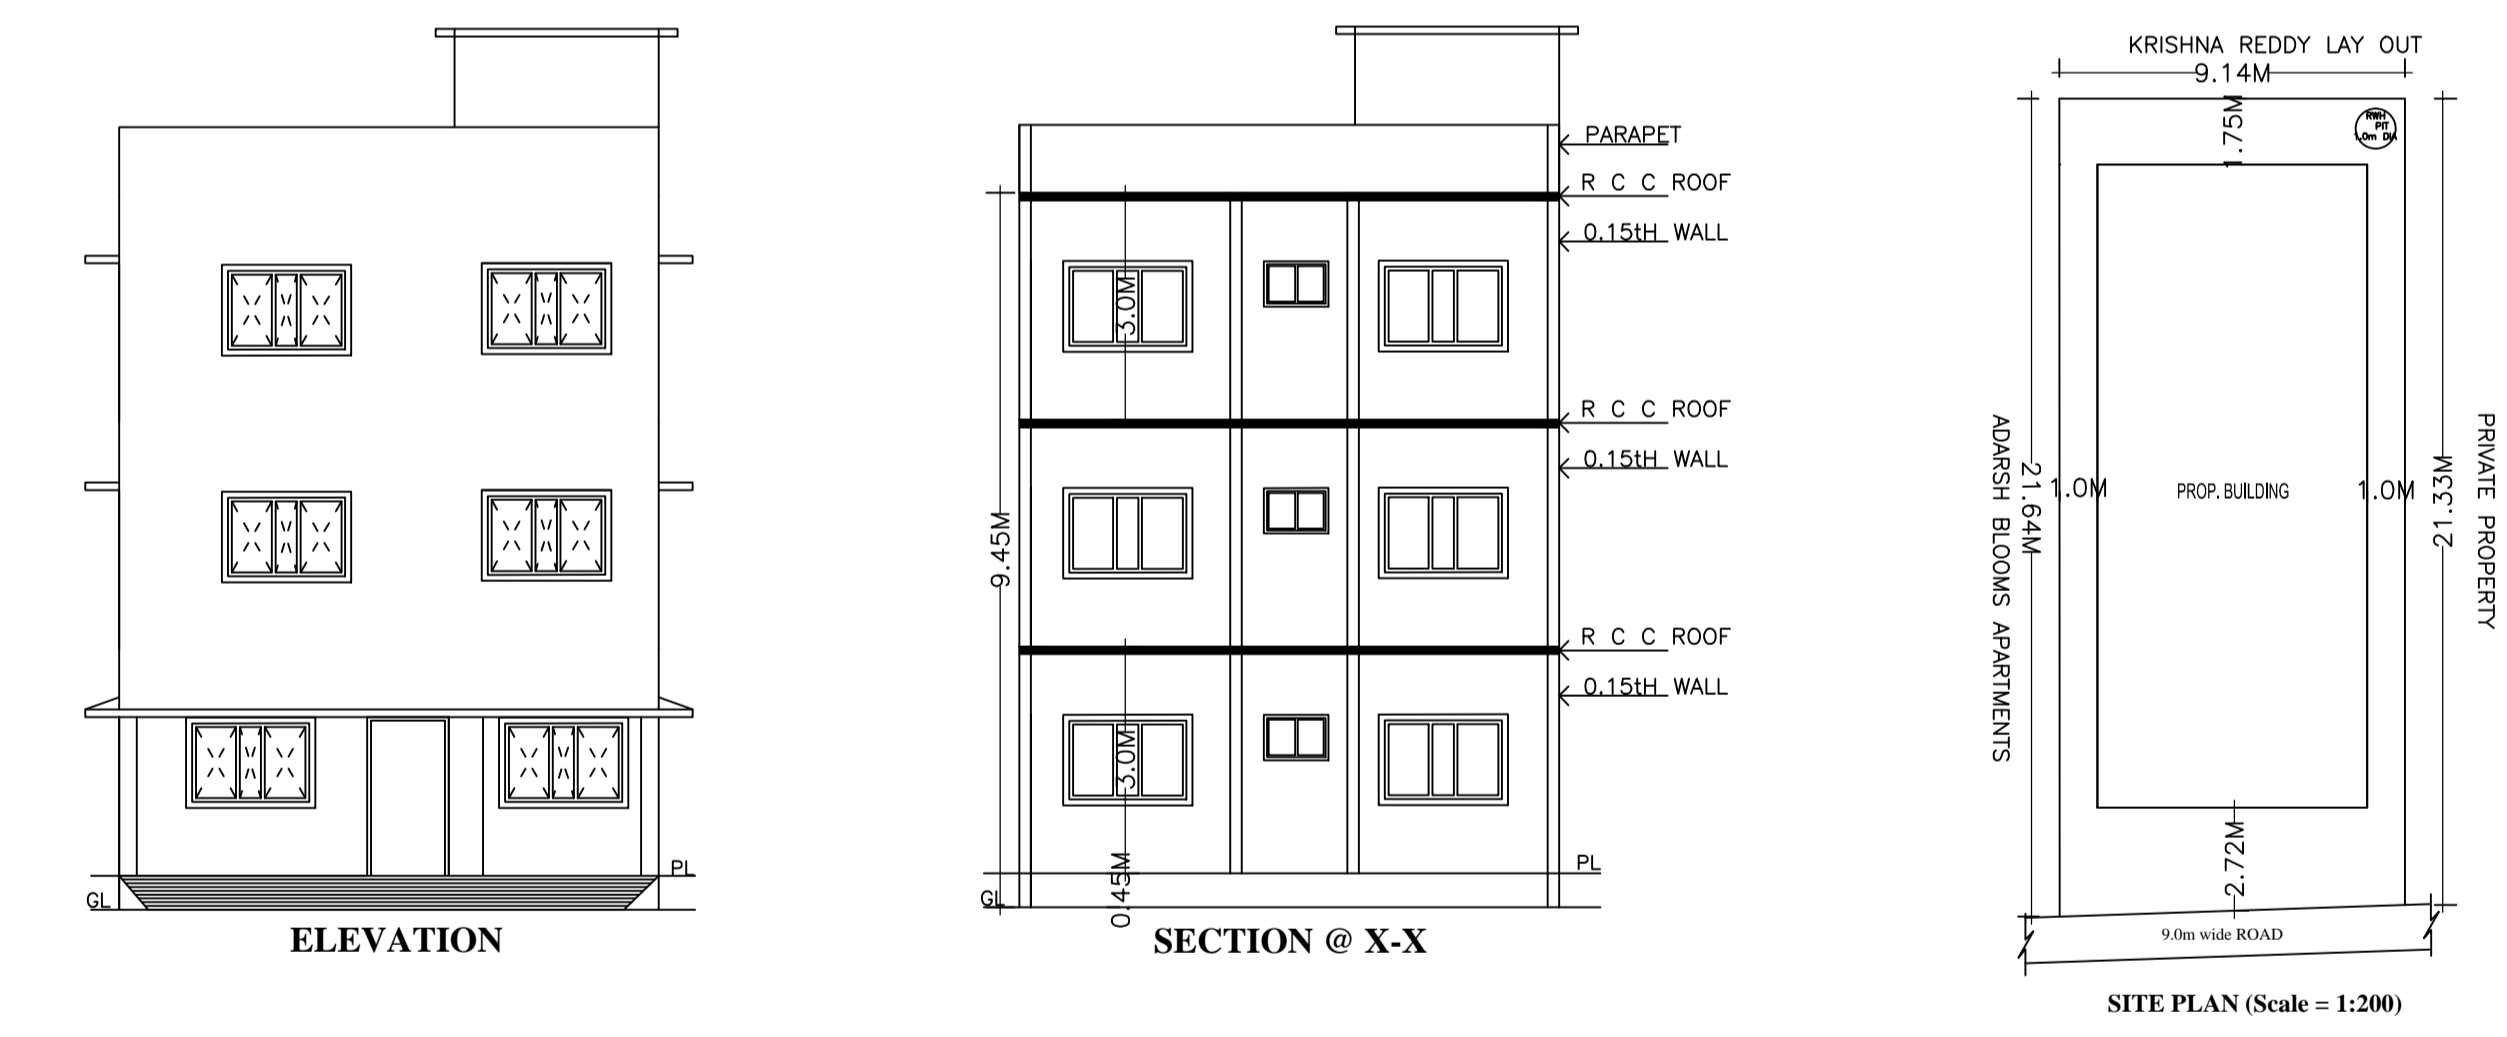 PL
GL
ELEVATION
PARAPET
R C C ROOF
0.15tH WALL
3.0M
R C C ROOF
0.15tH WALL
9.45M
R C C ROOF
0.15tH WALL
3.0M
PL
0.45M
GL
SECTION @ X-X
KRISHNA REDDY LAY OUT
9.14M
1.75M
RWH
PIT
1.0m DIA
ADARSH BLOOMS APARTMENTS
21.64M
1.0M
PROP. BUILDING
1.0M
21.33M
PRIVATE PROPERTY
2.72M
9.0m wide ROAD
SITE PLAN (Scale = 1:200)